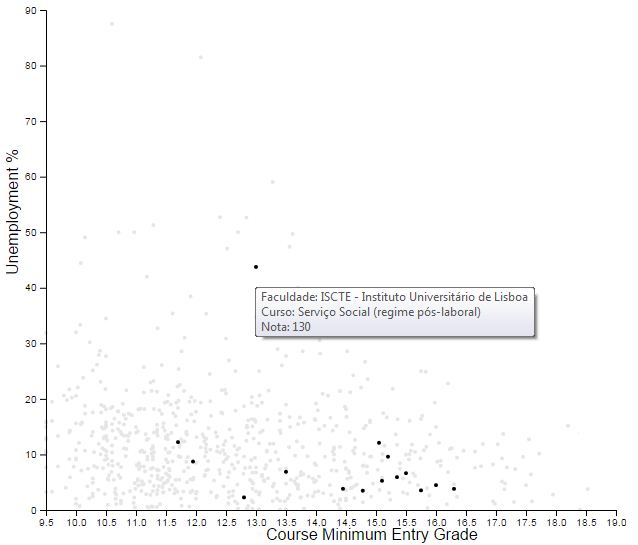 90
80
70
60
50
40
30
20
10
0
Unemployment %
Faculdade: ISCTE - Instituto Universitário de Lisboa
Curso: Serviço Social (regime pós-laboral)
Nota: 130
9.5 10.0 10.5 11.0 11.5 12.0 12.5 13.0 13.5 14.0 14.5 15.0 15.5 16.0 16.5 17.0 17.5 18.0 18.5 19.0
Course Minimum Entry Grade